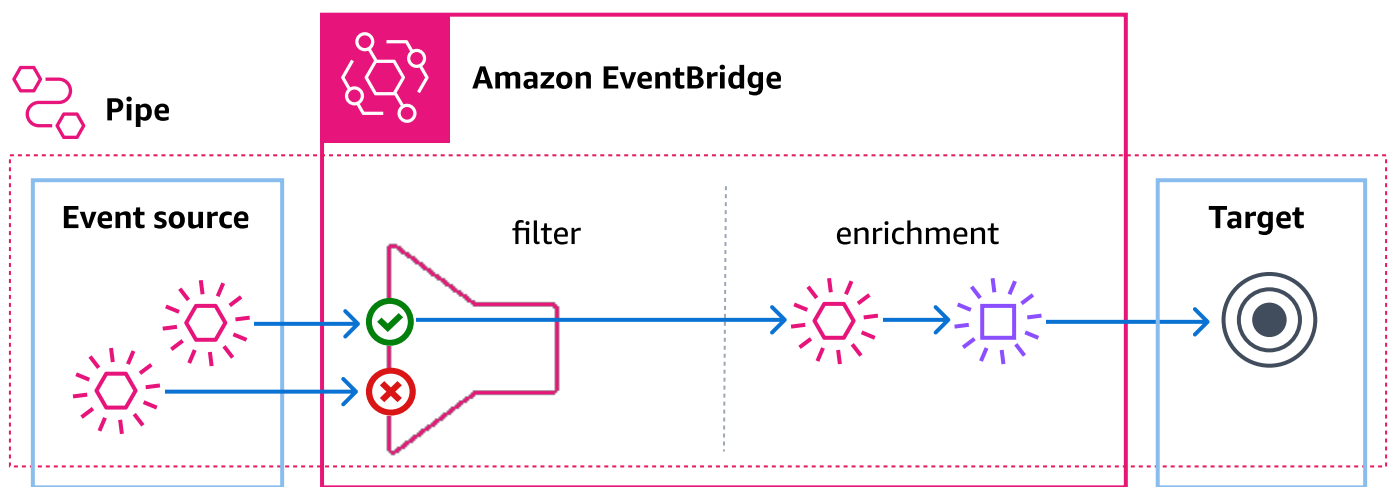 Amazon EventBridge
Pipe
Event source
filter
enrichment
Target